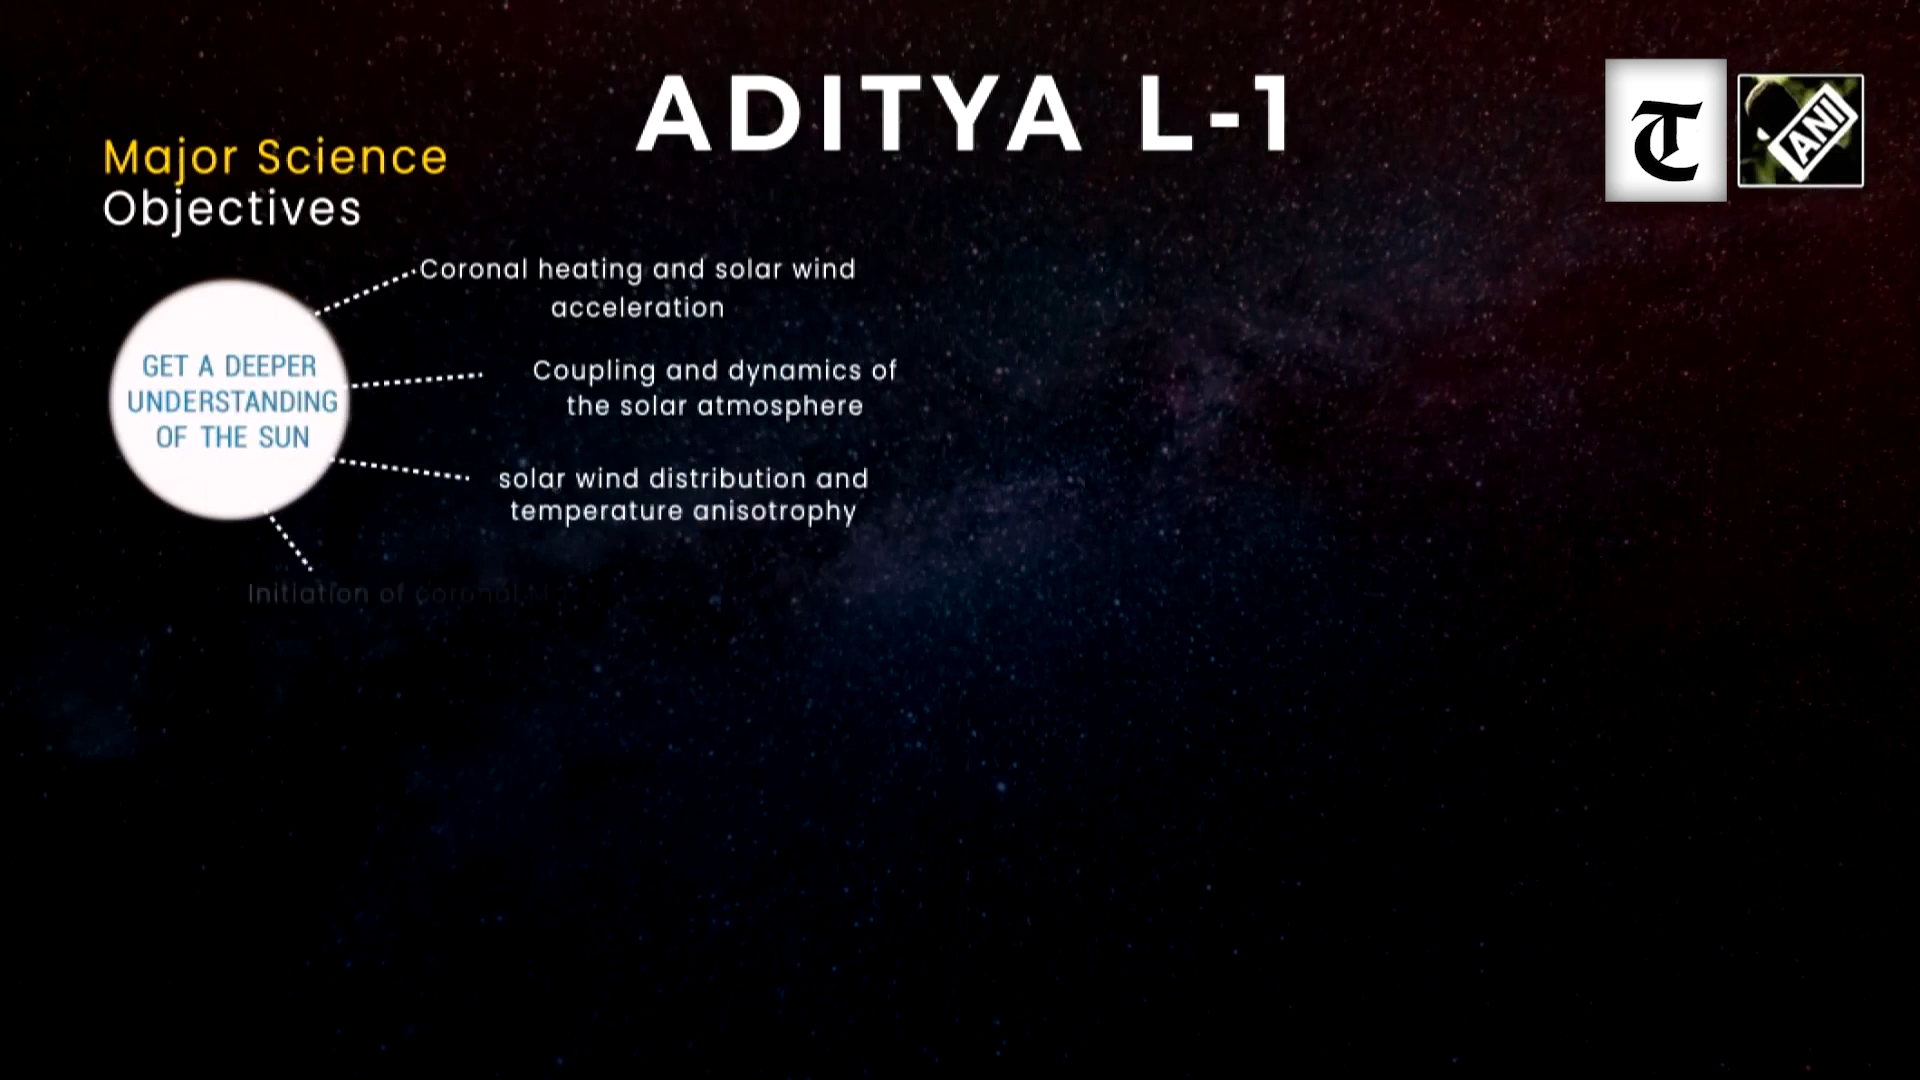 ADITYA L-1
Major Science
Objectives
T
ANI
Coronal heating and solar wind
acceleration
GET A DEEPER
UNDERSTANDING
OF THE SUN
Coupling and dynamics of
the solar atmosphere
solar wind distribution and
temperature anisotrophy
Initiation of coronal